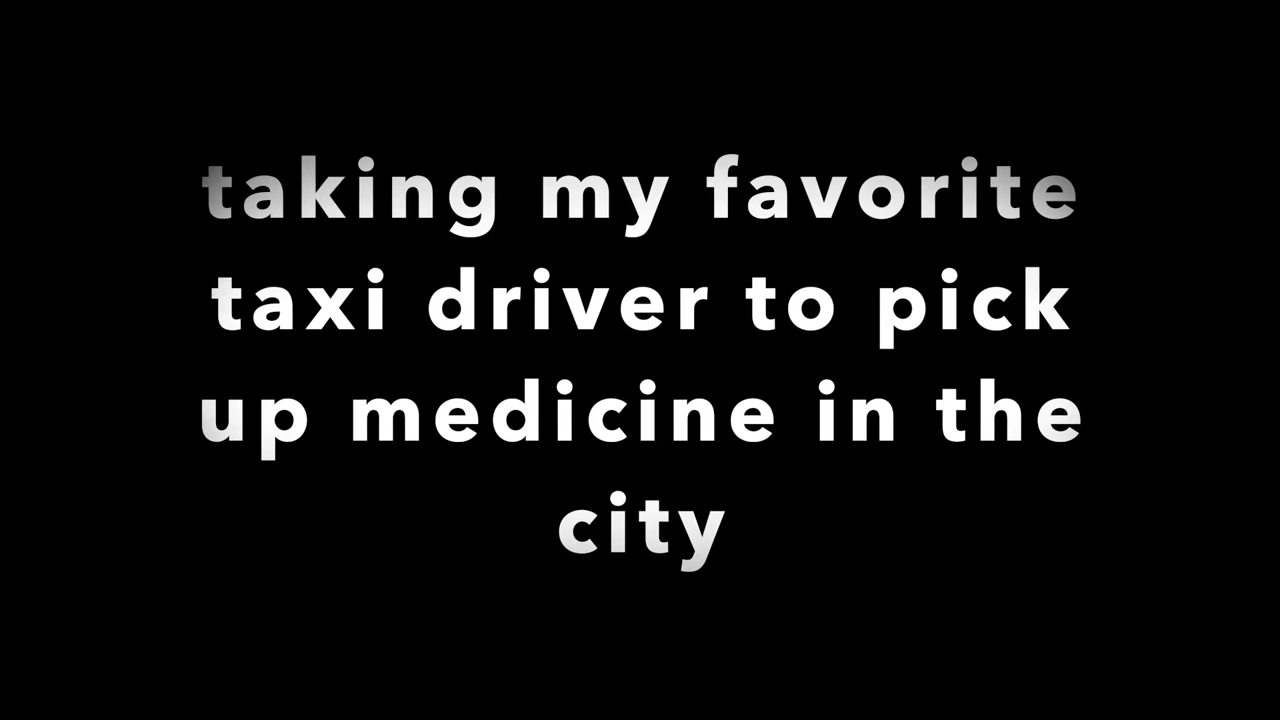 taking my favorite
taxi driver to pick
up medicine in the
city